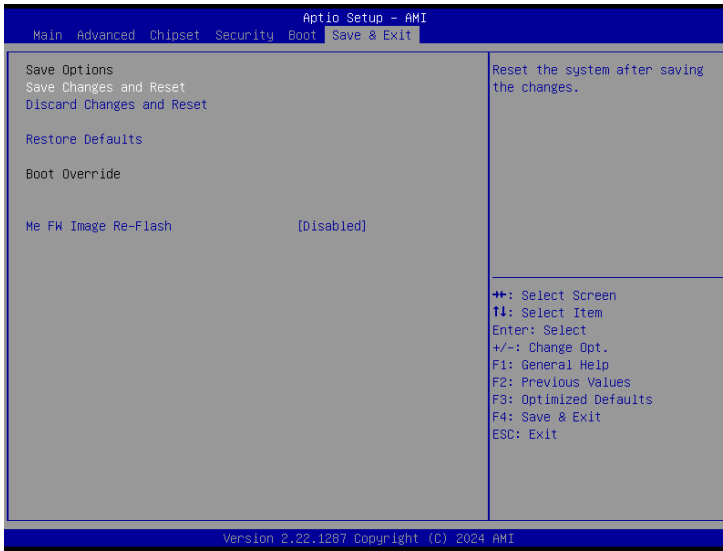 Aptio Setup – AMI
Main Advanced Chipset Security Boot Save & Exit
Save Options
Save Changes and Reset
Discard Changes and Reset
Restore Defaults
Boot Override
Me FW Image Re-Flash [Disabled]
Reset the system after saving
the changes.
→←: Select Screen
↑↓: Select Item
Enter: Select
+/-: Change Opt.
F1: General Help
F2: Previous Values
F3: Optimized Defaults
F4: Save & Exit
ESC: Exit
Version 2.22.1287 Copyright (C) 2024 AMI